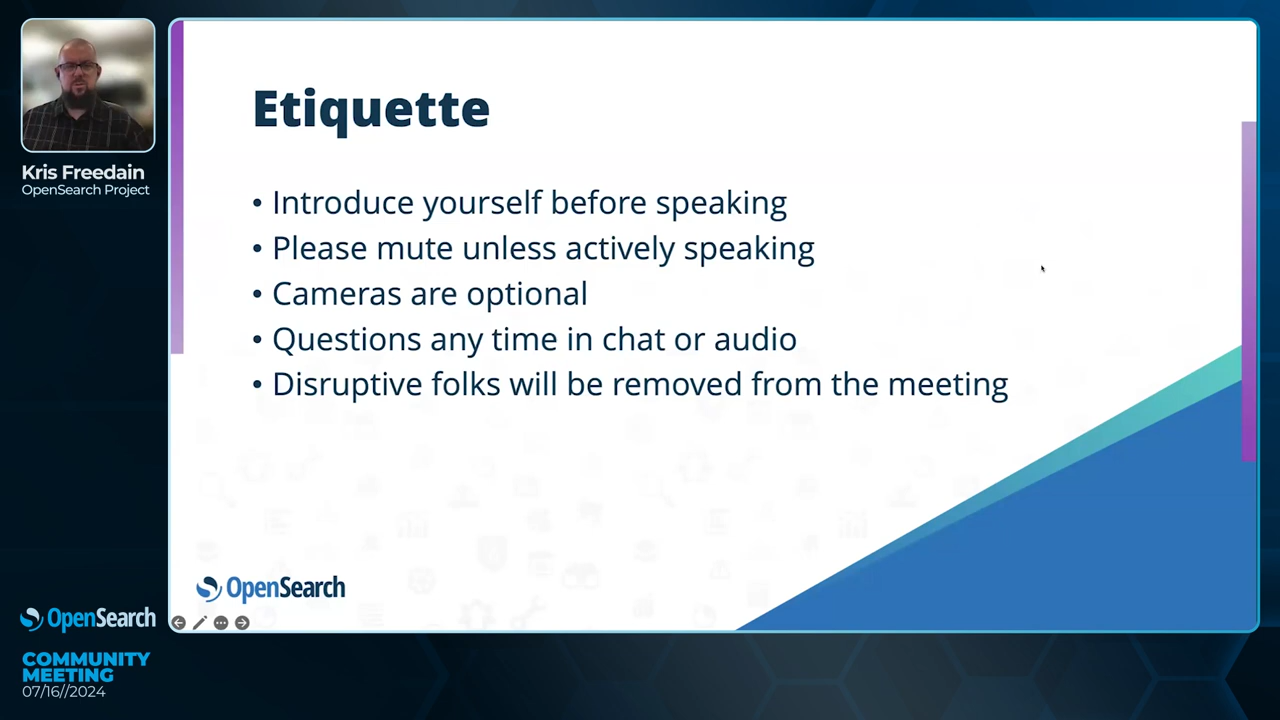 Kris Freedain
OpenSearch Project
Etiquette
• Introduce yourself before speaking
• Please mute unless actively speaking
• Cameras are optional
• Questions any time in chat or audio
• Disruptive folks will be removed from the meeting
OpenSearch
OpenSearch
COMMUNITY
MEETING
07/16//2024